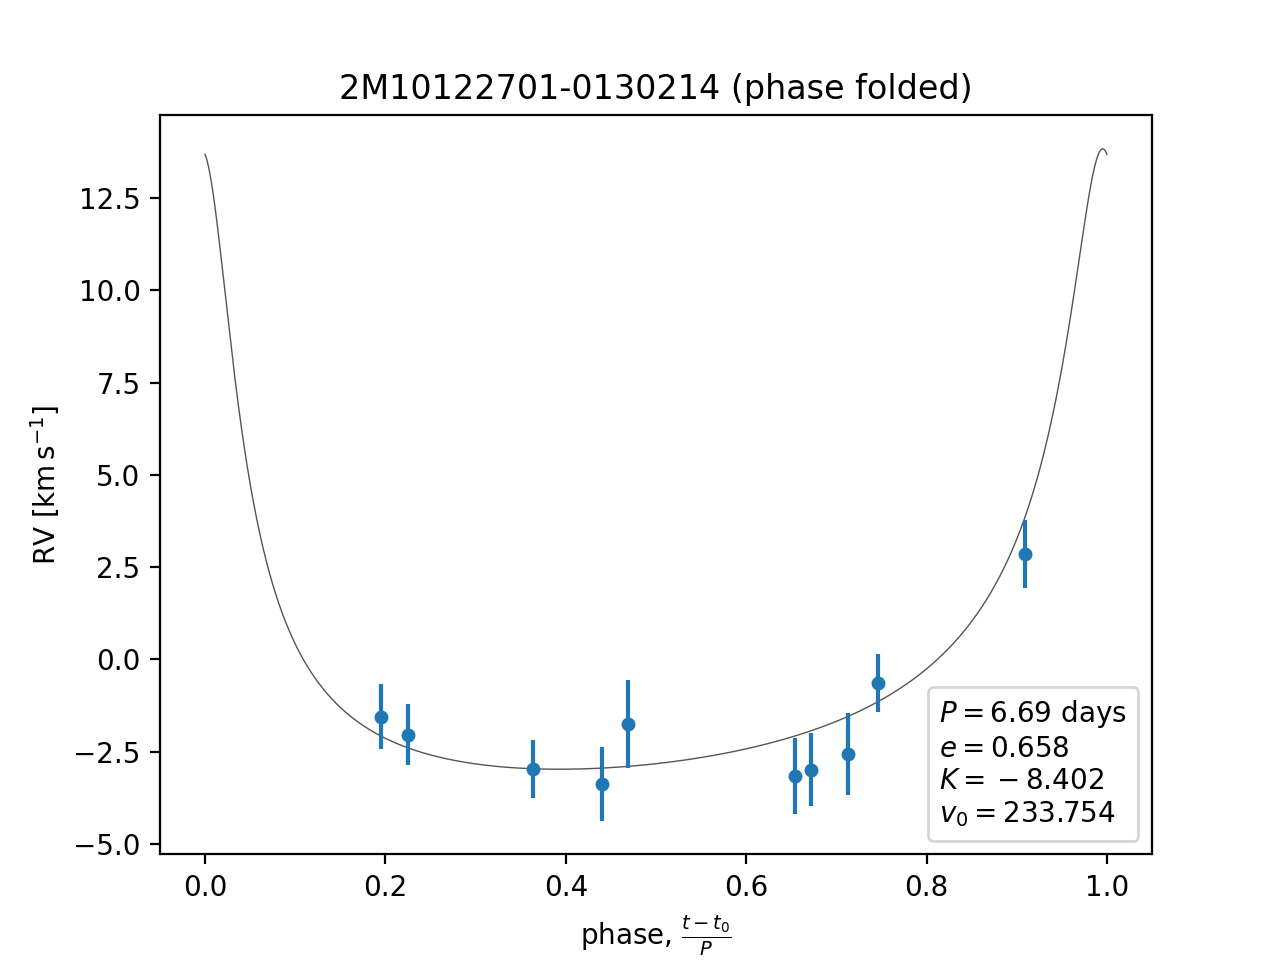 2M10122701-0130214 (phase folded)
RV [km s⁻¹]
12.5
10.0
7.5
5.0
2.5
0.0
−2.5
−5.0
P = 6.69 days
e = 0.658
K = −8.402
v₀ = 233.754
0.0 0.2 0.4 0.6 0.8 1.0
phase, (t − t₀)/P